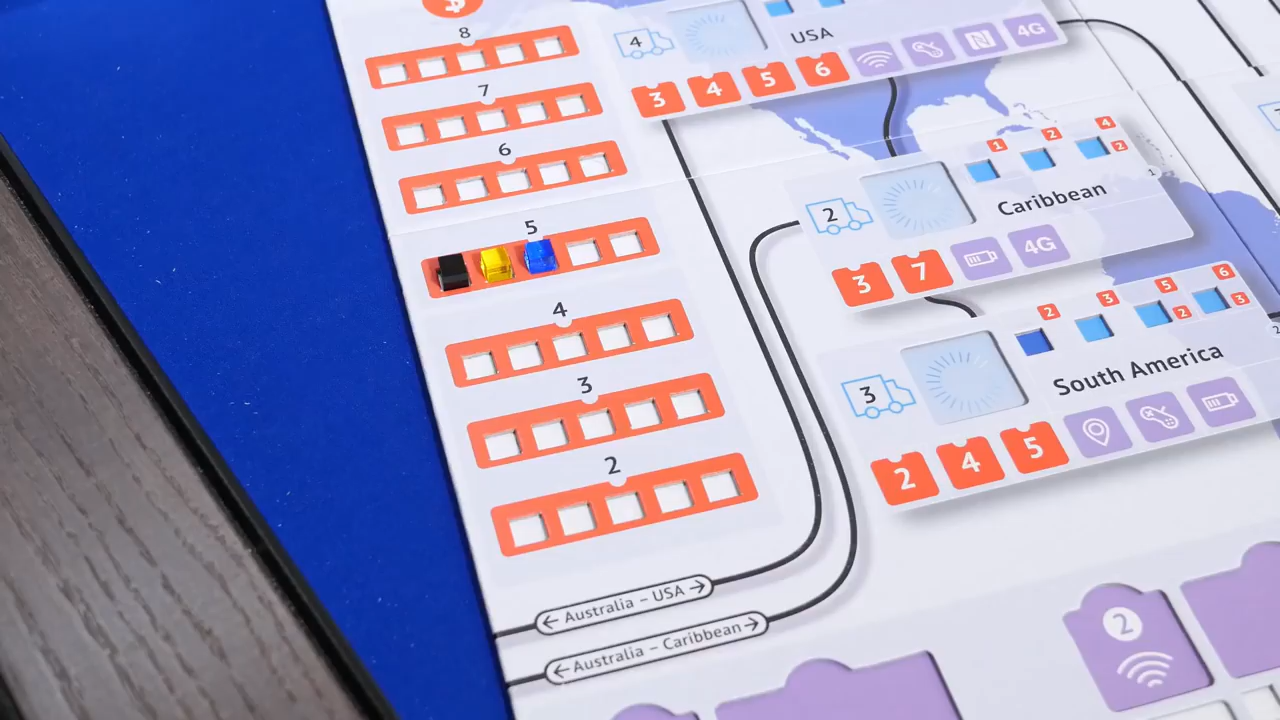 $
8
7
6
5
4
3
2
4
USA
3 4 5 6 4G
1 2 4
2
2
Caribbean
1
3 7 4G
2 3 5 6
2 3
3
South America
2 4 5
Australia – USA
Australia – Caribbean
2